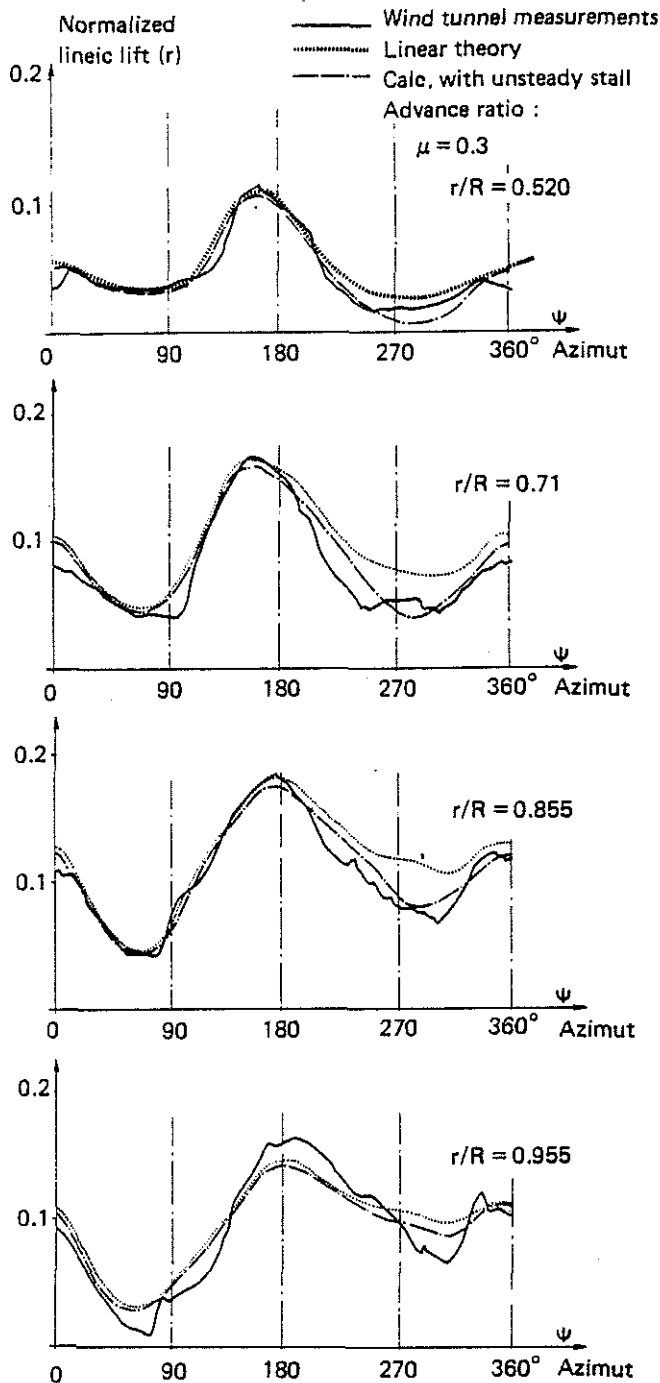 Normalized
lineic lift (r)
Wind tunnel measurements
Linear theory
Calc. with unsteady stall
Advance ratio :
μ = 0.3
r/R = 0.520
0.2
0.1
0 90 180 270 360° Azimut
ψ
r/R = 0.71
0.2
0.1
0 90 180 270 360° Azimut
ψ
r/R = 0.855
0.2
0.1
0 90 180 270 360° Azimut
ψ
r/R = 0.955
0.2
0.1
0 90 180 270 360° Azimut
ψ